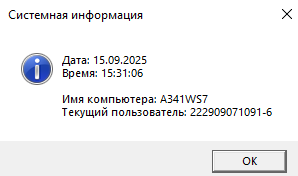 Системная информация
Дата: 15.09.2025
Время: 15:31:06
Имя компьютера: A341WS7
Текущий пользователь: 222909071091-6
OK